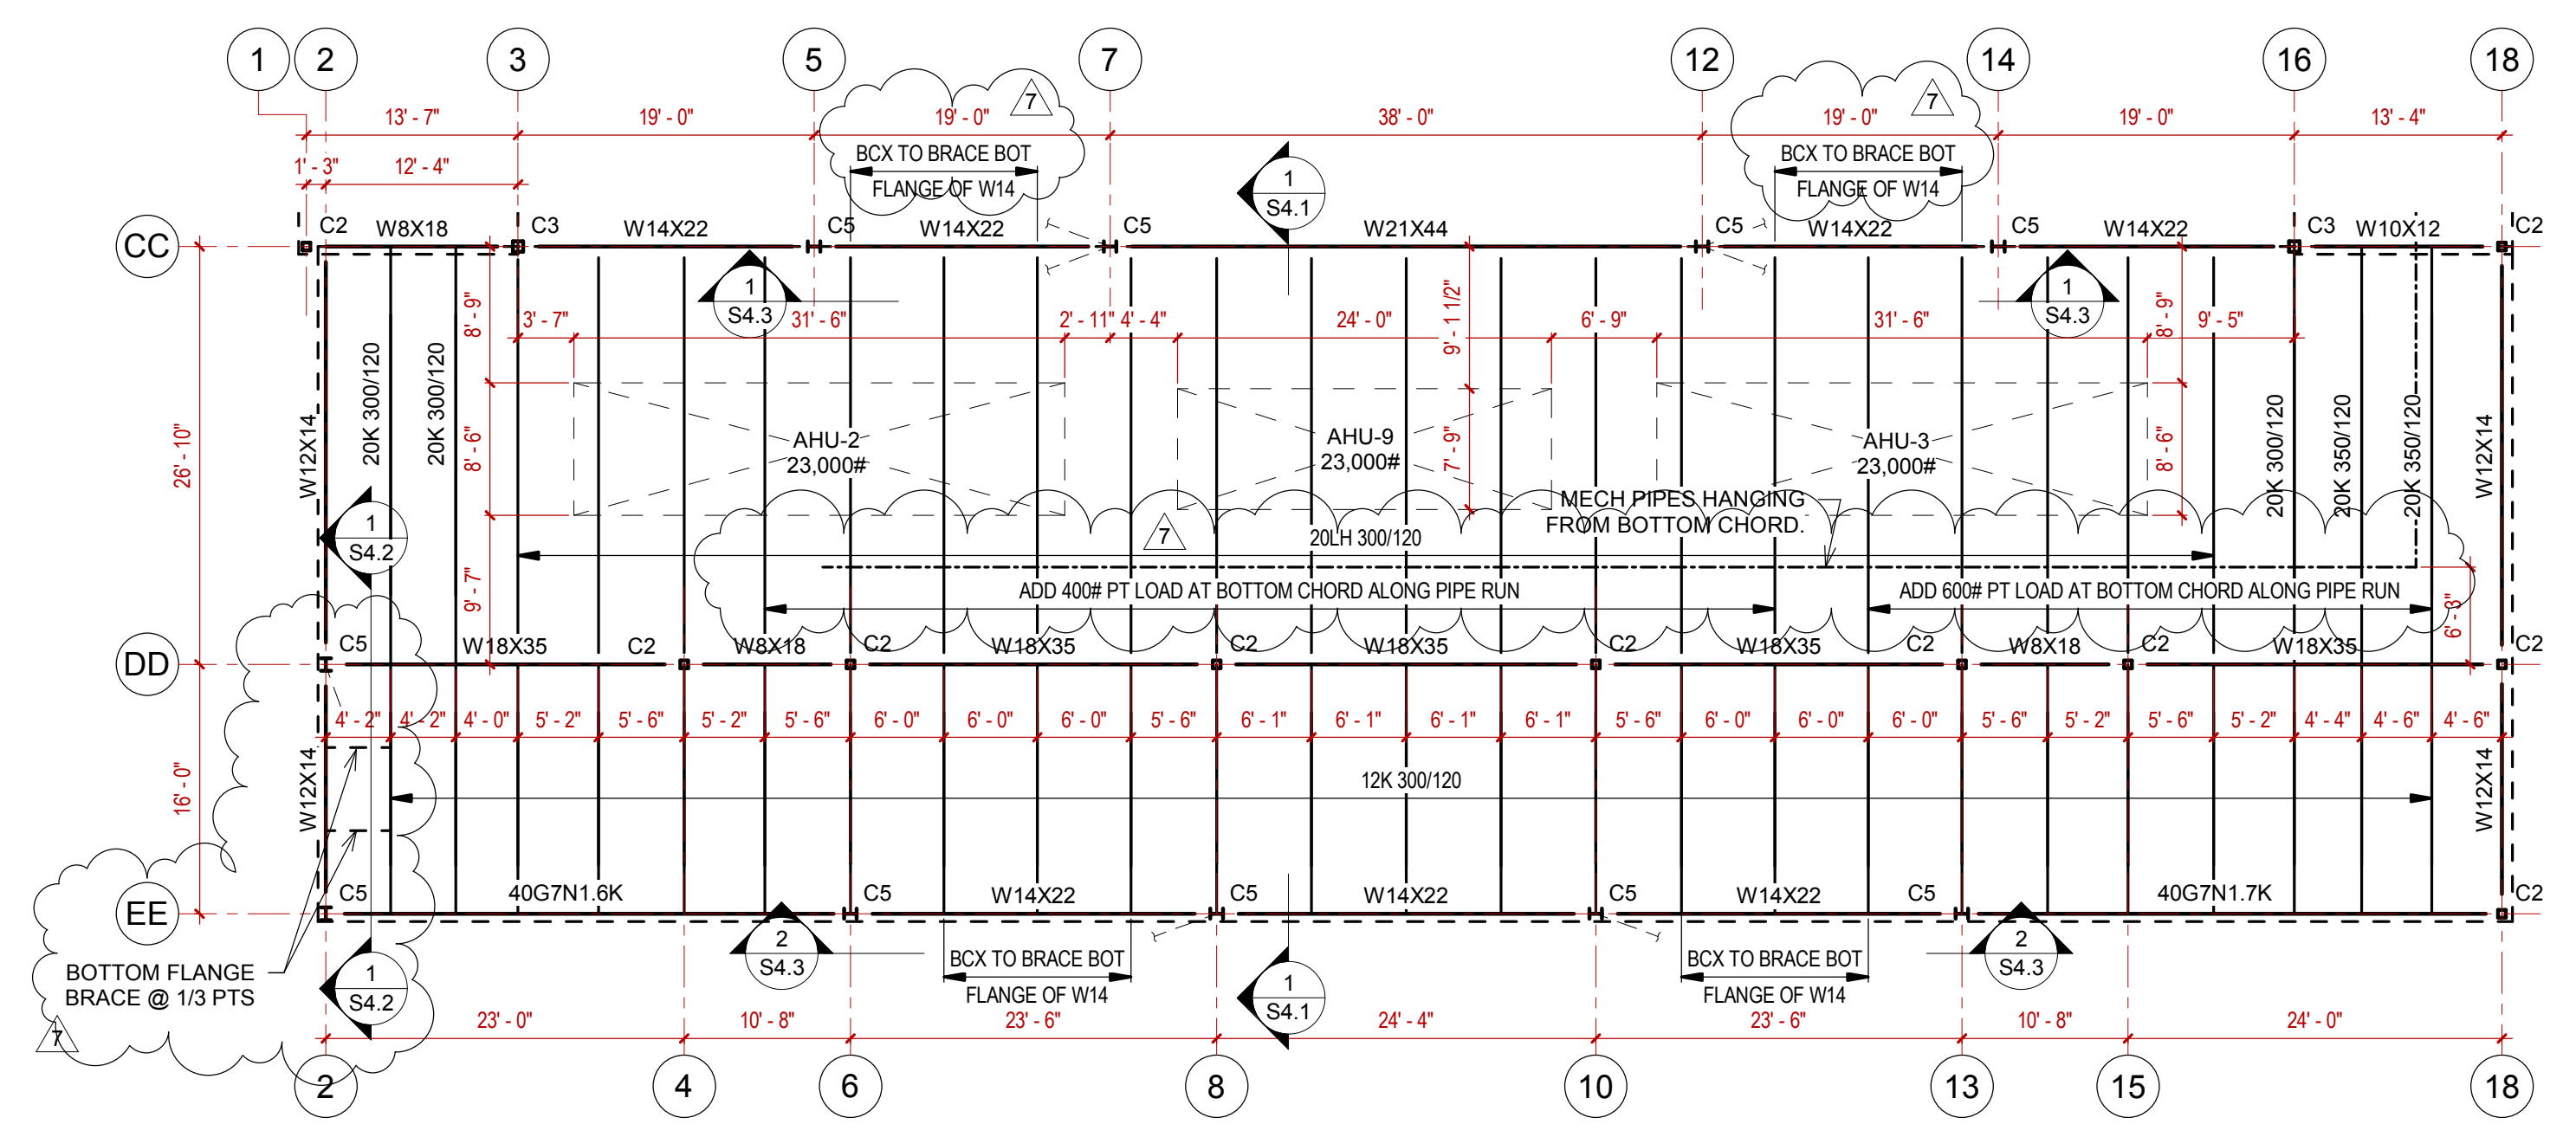 1 2 3 5 7 12 14 16 18
7 7
13' - 7" 19' - 0" 19' - 0" 38' - 0" 19' - 0" 19' - 0" 13' - 4"
1' - 3" 12' - 4"
BCX TO BRACE BOT
FLANGE OF W14
BCX TO BRACE BOT
FLANGE OF W14
1
S4.1
CC
C2 W8X18 C3 W14X22 C5 W14X22 C5 W21X44 C5 W14X22 C5 W14X22 C3 W10X12 C2
1
S4.3
1
S4.3
8' - 9"
9' - 1 1/2"
8' - 9"
3' - 7" 31' - 6" 2' - 11" 4' - 4" 24' - 0" 6' - 9" 31' - 6" 9' - 5"
26' - 10"
W12X14
20K 300/120
20K 300/120
8' - 6"
AHU-2
23,000#
AHU-9
23,000#
7' - 9"
AHU-3
23,000#
8' - 6"
20K 300/120
20K 350/120
20K 350/120
W12X14
MECH PIPES HANGING
FROM BOTTOM CHORD.
7
20LH 300/120
1
S4.2
9' - 7"
ADD 400# PT LOAD AT BOTTOM CHORD ALONG PIPE RUN
ADD 600# PT LOAD AT BOTTOM CHORD ALONG PIPE RUN
6' - 3"
DD
C5 W18X35 C2 W8X18 C2 W18X35 C2 W18X35 C2 W18X35 C2 W8X18 C2 W18X35 C2
4' - 2" 4' - 2" 4' - 0" 5' - 2" 5' - 6" 5' - 2" 5' - 6" 6' - 0" 6' - 0" 6' - 0" 5' - 6" 6' - 1" 6' - 1" 6' - 1" 6' - 1" 5' - 6" 6' - 0" 6' - 0" 6' - 0" 5' - 6" 5' - 2" 5' - 6" 5' - 2" 4' - 4" 4' - 6" 4' - 6"
16' - 0"
W12X14
12K 300/120
W12X14
EE
C5 40G7N1.6K C5 W14X22 C5 W14X22 C5 W14X22 C5 40G7N1.7K C2
2
S4.3
2
S4.3
BCX TO BRACE BOT
FLANGE OF W14
BCX TO BRACE BOT
FLANGE OF W14
BOTTOM FLANGE
BRACE @ 1/3 PTS
1
S4.2
1
S4.1
7
23' - 0" 10' - 8" 23' - 6" 24' - 4" 23' - 6" 10' - 8" 24' - 0"
2 4 6 8 10 13 15 18